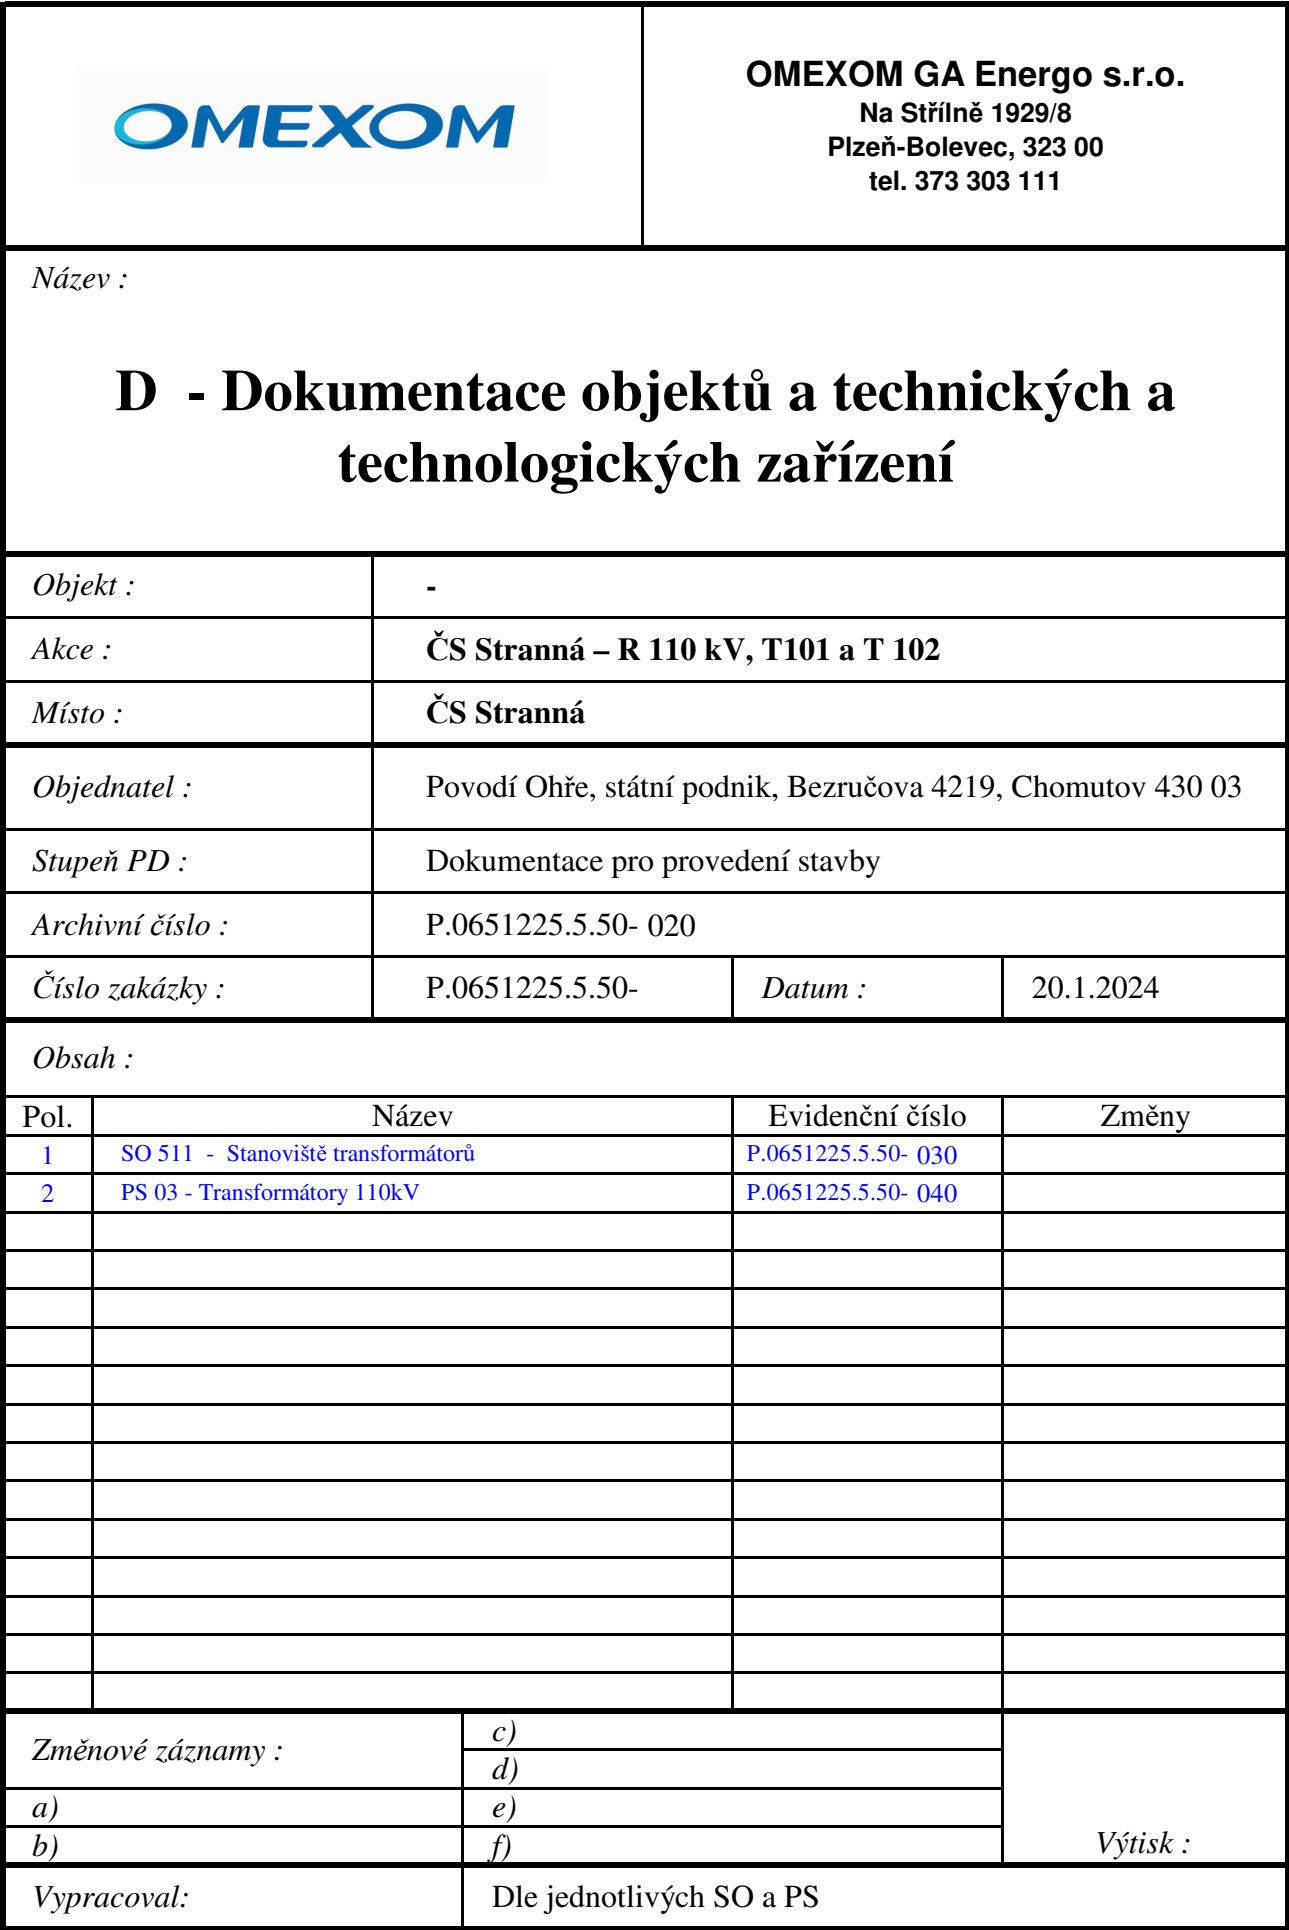 OMEXOM
OMEXOM GA Energo s.r.o.
Na Střílně 1929/8
Plzeň-Bolevec, 323 00
tel. 373 303 111
Název :
D - Dokumentace objektů a technických a
technologických zařízení
Objekt : -
Akce : ČS Stranná – R 110 kV, T101 a T 102
Místo : ČS Stranná
Objednatel : Povodí Ohře, státní podnik, Bezručova 4219, Chomutov 430 03
Stupeň PD : Dokumentace pro provedení stavby
Archivní číslo : P.0651225.5.50- 020
Číslo zakázky : P.0651225.5.50- Datum : 20.1.2024
Obsah :
Pol. Název Evidenční číslo Změny
1 SO 511 - Stanoviště transformátorů P.0651225.5.50- 030
2 PS 03 - Transformátory 110kV P.0651225.5.50- 040
Změnové záznamy :
c)
d)
a) e)
b) f) Výtisk :
Vypracoval: Dle jednotlivých SO a PS